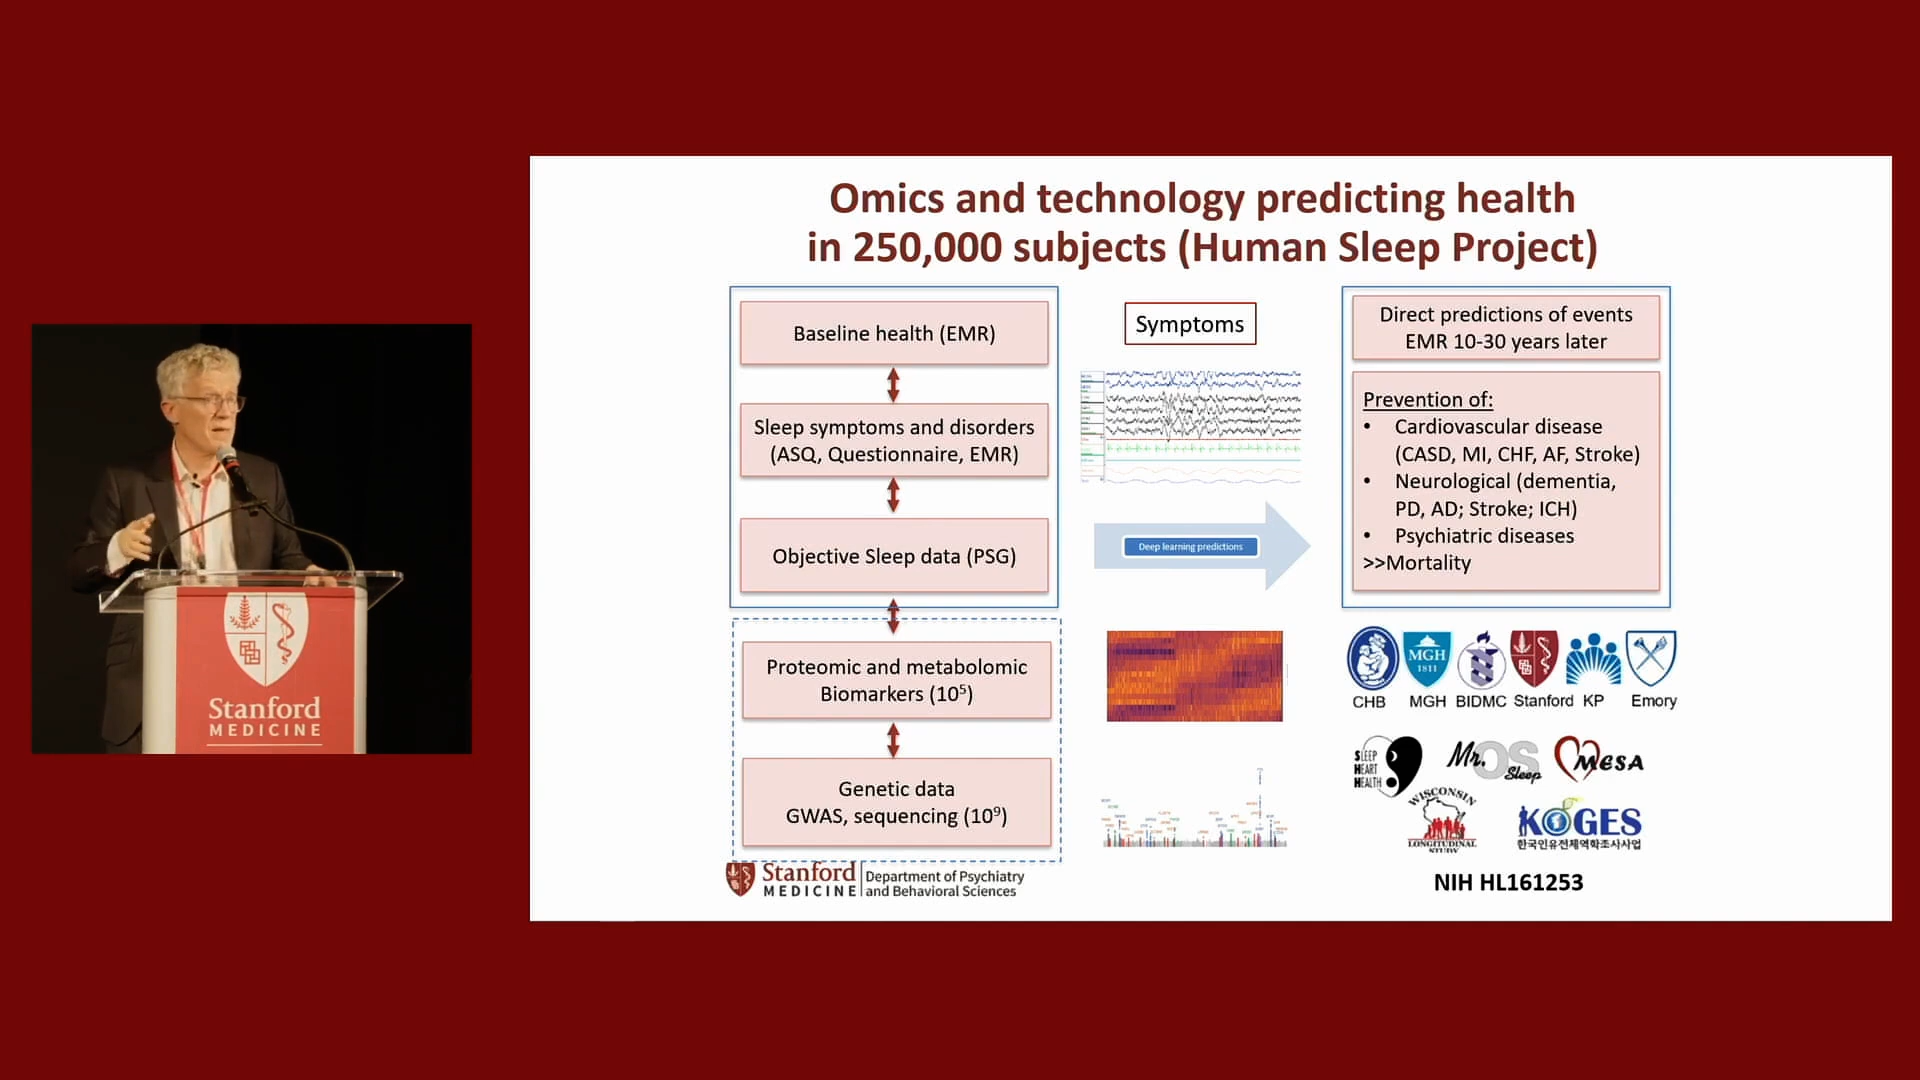 Omics and technology predicting health
in 250,000 subjects (Human Sleep Project)
Baseline health (EMR)
Sleep symptoms and disorders
(ASQ, Questionnaire, EMR)
Objective Sleep data (PSG)
Proteomic and metabolomic
Biomarkers (10⁵)
Genetic data
GWAS, sequencing (10⁹)
Stanford
MEDICINE
Department of Psychiatry
and Behavioral Sciences
Symptoms
Deep learning predictions
Direct predictions of events
EMR 10-30 years later
Prevention of:
• Cardiovascular disease
(CASD, MI, CHF, AF, Stroke)
• Neurological (dementia,
PD, AD; Stroke; ICH)
• Psychiatric diseases
>>Mortality
MGH
1811
CHB MGH BIDMC Stanford KP Emory
SLEEP
HEART
HEALTH
Mr. OS
Sleep
MESA
WISCONSIN
LONGITUDINAL
STUDY
KOGES
한국인유전체역학조사사업
NIH HL161253
Stanford
MEDICINE